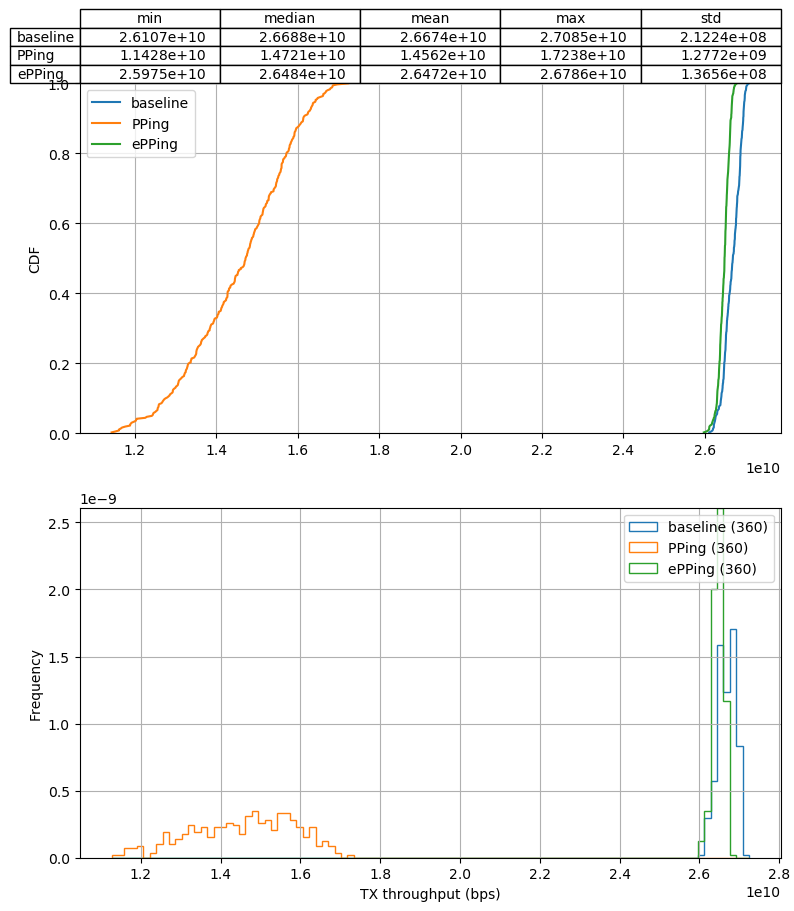 min median mean max std
baseline 2.6107e+10 2.6688e+10 2.6674e+10 2.7085e+10 2.1224e+08
PPing 1.1428e+10 1.4721e+10 1.4562e+10 1.7238e+10 1.2772e+09
ePPing 2.5975e+10 2.6484e+10 2.6472e+10 2.6786e+10 1.3656e+08
1.0
baseline
PPing
ePPing
0.8
0.6
CDF
0.4
0.2
0.0
1.2 1.4 1.6 1.8 2.0 2.2 2.4 2.6
1e10
1e−9
2.5
baseline (360)
PPing (360)
ePPing (360)
2.0
1.5
Frequency
1.0
0.5
0.0
1.2 1.4 1.6 1.8 2.0 2.2 2.4 2.6 2.8
TX throughput (bps)
1e10